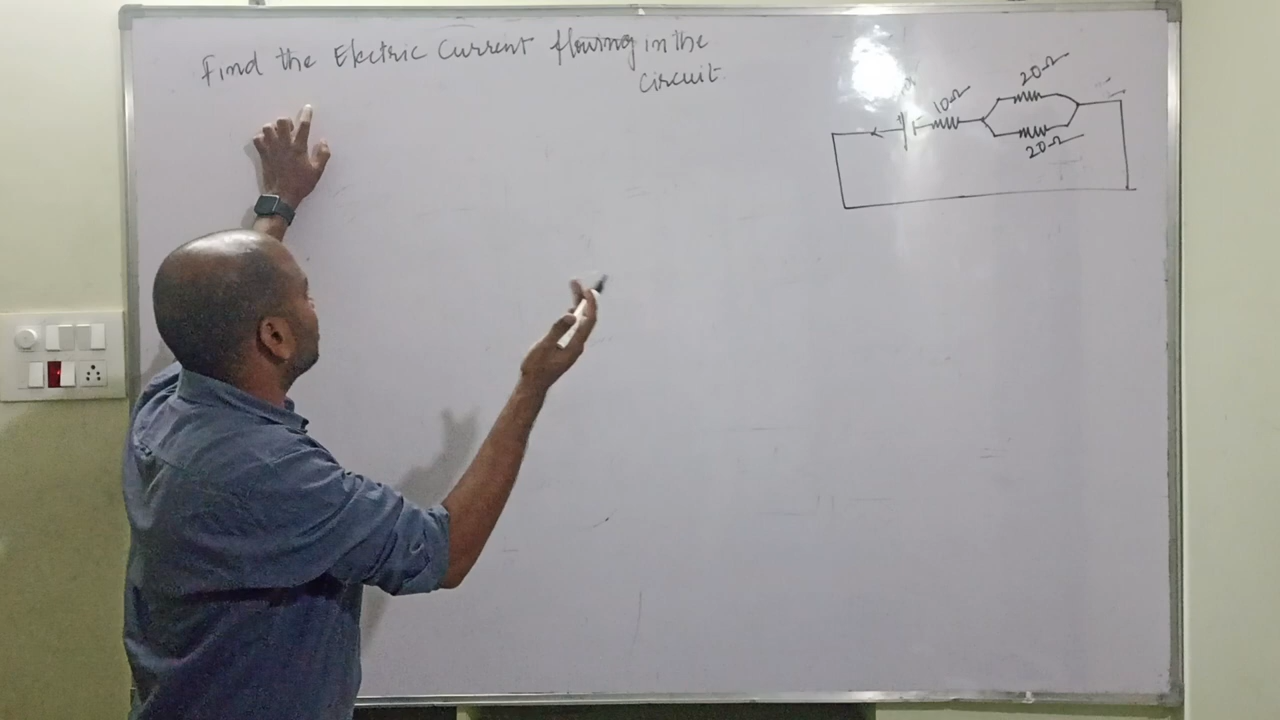 Find the Electric Current flowing in the
circuit.
10Ω
20Ω
20Ω